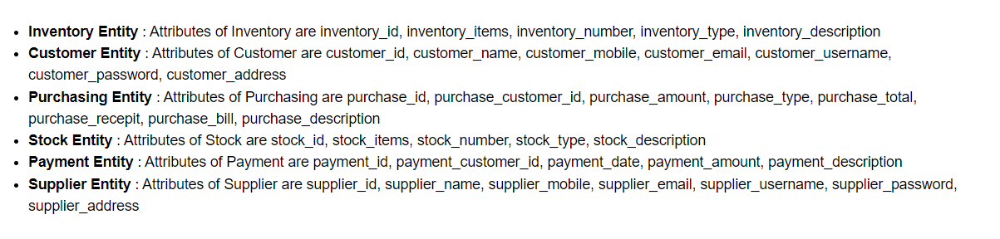 • Inventory Entity : Attributes of Inventory are inventory_id, inventory_items, inventory_number, inventory_type, inventory_description
• Customer Entity : Attributes of Customer are customer_id, customer_name, customer_mobile, customer_email, customer_username,
customer_password, customer_address
• Purchasing Entity : Attributes of Purchasing are purchase_id, purchase_customer_id, purchase_amount, purchase_type, purchase_total,
purchase_recepit, purchase_bill, purchase_description
• Stock Entity : Attributes of Stock are stock_id, stock_items, stock_number, stock_type, stock_description
• Payment Entity : Attributes of Payment are payment_id, payment_customer_id, payment_date, payment_amount, payment_description
• Supplier Entity : Attributes of Supplier are supplier_id, supplier_name, supplier_mobile, supplier_email, supplier_username, supplier_password,
supplier_address